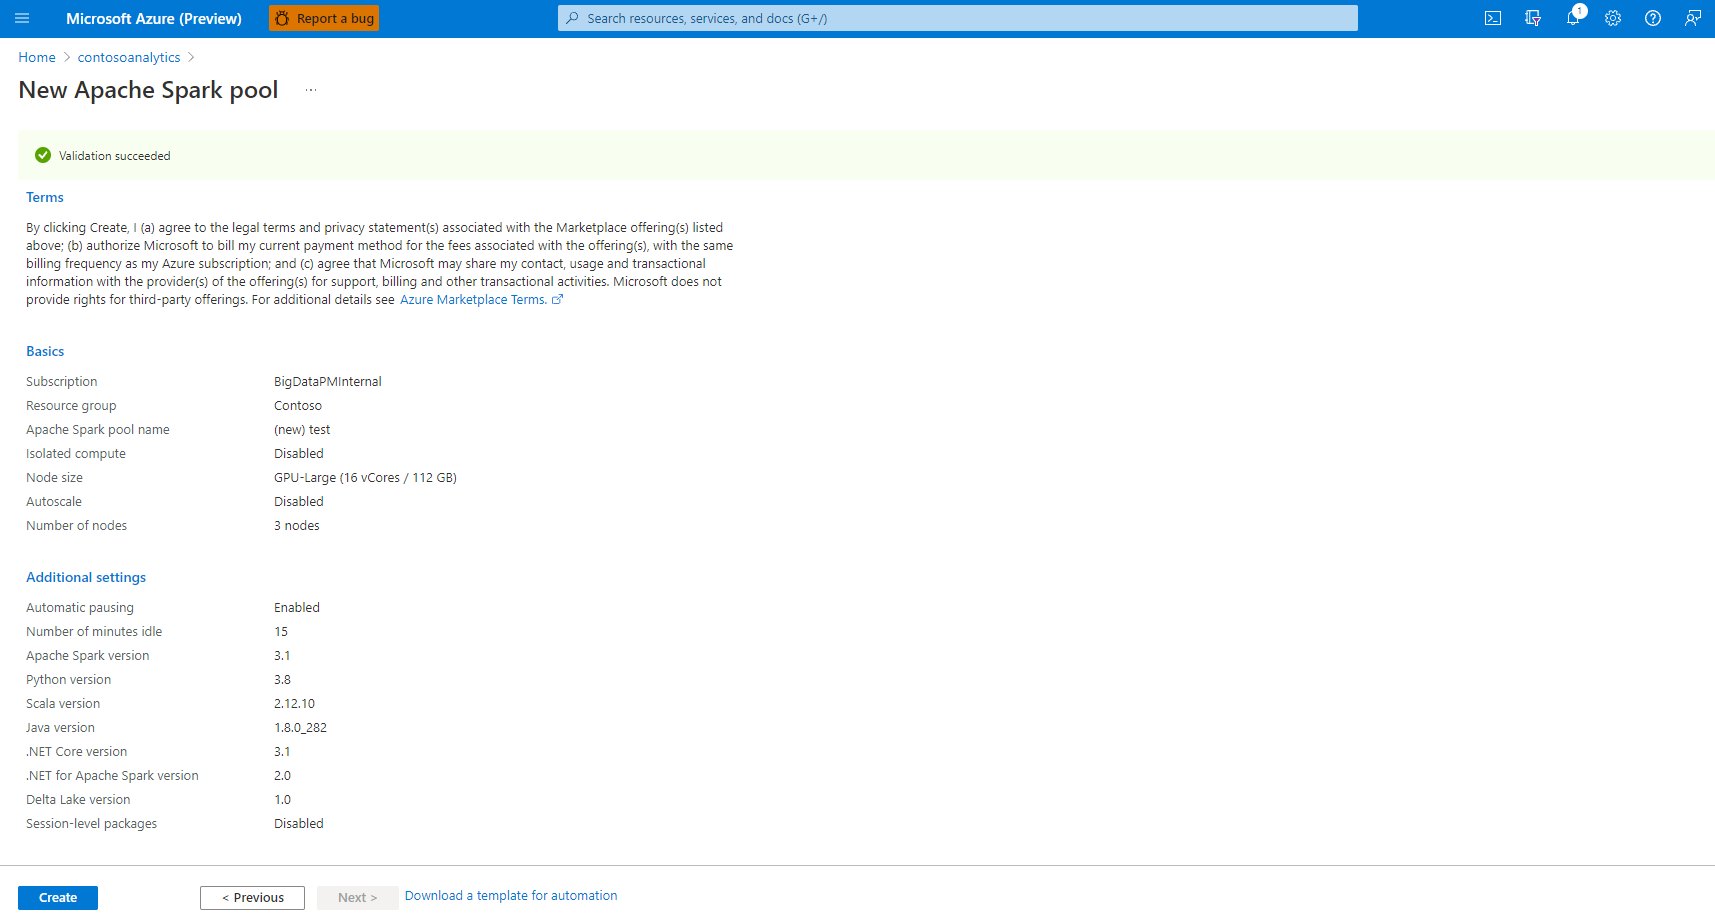 Microsoft Azure (Preview)
Report a bug
Search resources, services, and docs (G+/)
1
Home > contosoanalytics >
New Apache Spark pool ...
Validation succeeded
Terms
By clicking Create, I (a) agree to the legal terms and privacy statement(s) associated with the Marketplace offering(s) listed
above; (b) authorize Microsoft to bill my current payment method for the fees associated with the offering(s), with the same
billing frequency as my Azure subscription; and (c) agree that Microsoft may share my contact, usage and transactional
information with the provider(s) of the offering(s) for support, billing and other transactional activities. Microsoft does not
provide rights for third-party offerings. For additional details see Azure Marketplace Terms.
Basics
Subscription BigDataPMInternal
Resource group Contoso
Apache Spark pool name (new) test
Isolated compute Disabled
Node size GPU-Large (16 vCores / 112 GB)
Autoscale Disabled
Number of nodes 3 nodes
Additional settings
Automatic pausing Enabled
Number of minutes idle 15
Apache Spark version 3.1
Python version 3.8
Scala version 2.12.10
Java version 1.8.0_282
.NET Core version 3.1
.NET for Apache Spark version 2.0
Delta Lake version 1.0
Session-level packages Disabled
Create < Previous Next > Download a template for automation